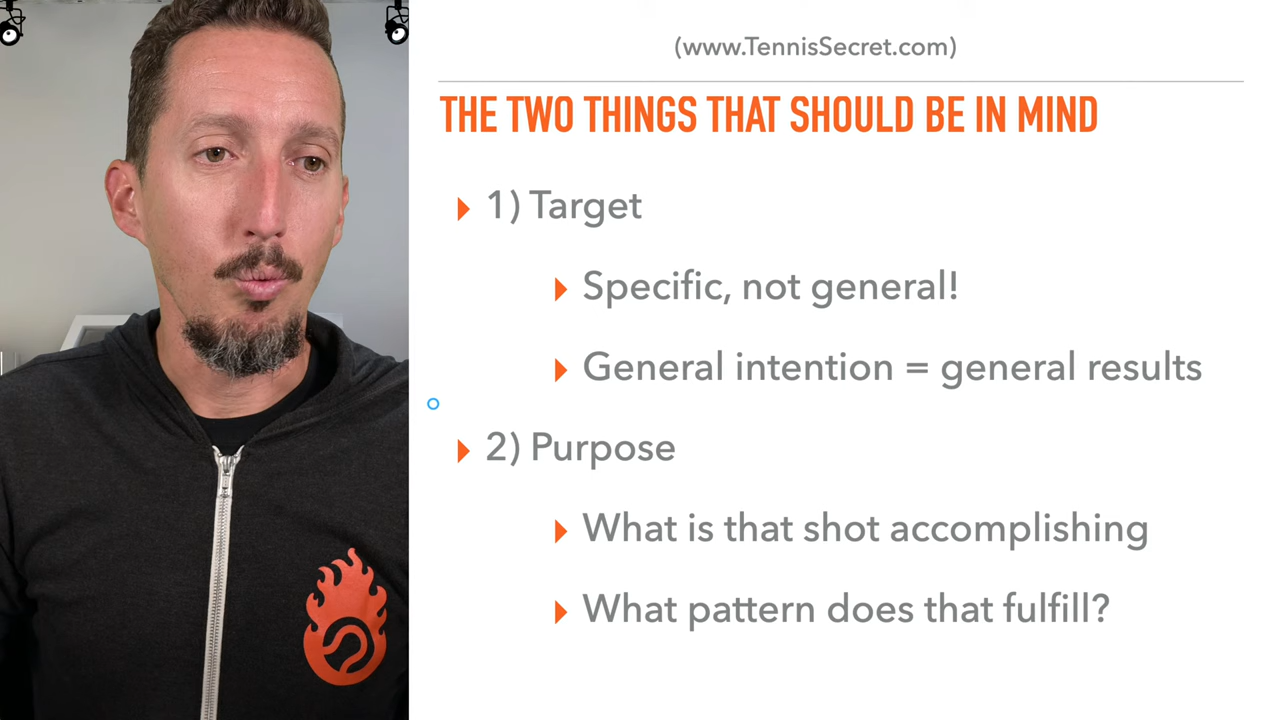 (www.TennisSecret.com)
THE TWO THINGS THAT SHOULD BE IN MIND
1) Target
Specific, not general!
General intention = general results
2) Purpose
What is that shot accomplishing
What pattern does that fulfill?